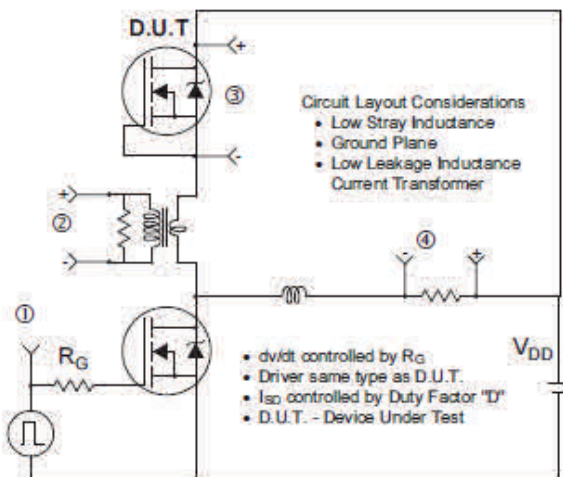 D.U.T
+
③
-
Circuit Layout Considerations
• Low Stray Inductance
• Ground Plane
• Low Leakage Inductance
Current Transformer
+
②
-
-
④
+
①
RG
VDD
• dv/dt controlled by RG
• Driver same type as D.U.T.
• ISD controlled by Duty Factor "D"
• D.U.T. - Device Under Test